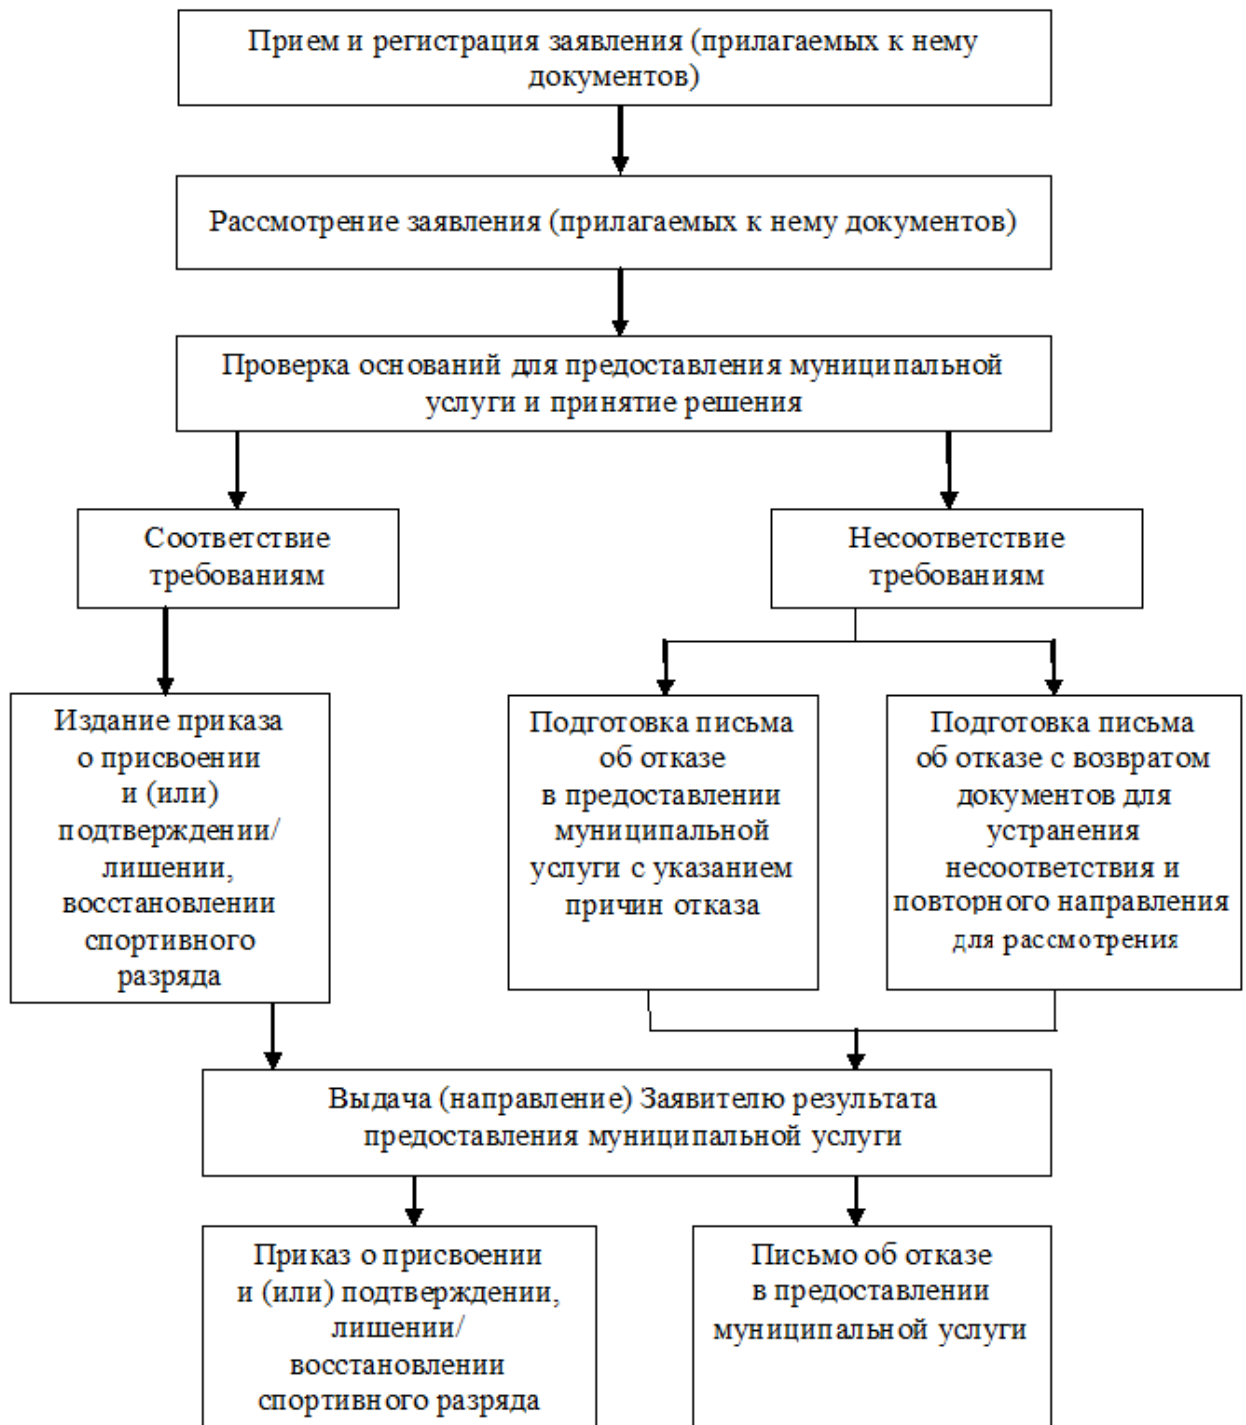 Прием и регистрация заявления (прилагаемых к нему
документов)
Рассмотрение заявления (прилагаемых к нему документов)
Проверка оснований для предоставления муниципальной
услуги и принятие решения
Соответствие
требованиям
Несоответствие
требованиям
Издание приказа
о присвоении
и (или)
подтверждении/
лишении,
восстановлении
спортивного
разряда
Подготовка письма
об отказе
в предоставлении
муниципальной
услуги с указанием
причин отказа
Подготовка письма
об отказе с возвратом
документов для
устранения
несоответствия и
повторного направления
для рассмотрения
Выдача (направление) Заявителю результата
предоставления муниципальной услуги
Приказ о присвоении
и (или) подтверждении,
лишении/
восстановлении
спортивного разряда
Письмо об отказе
в предоставлении
муниципальной услуги